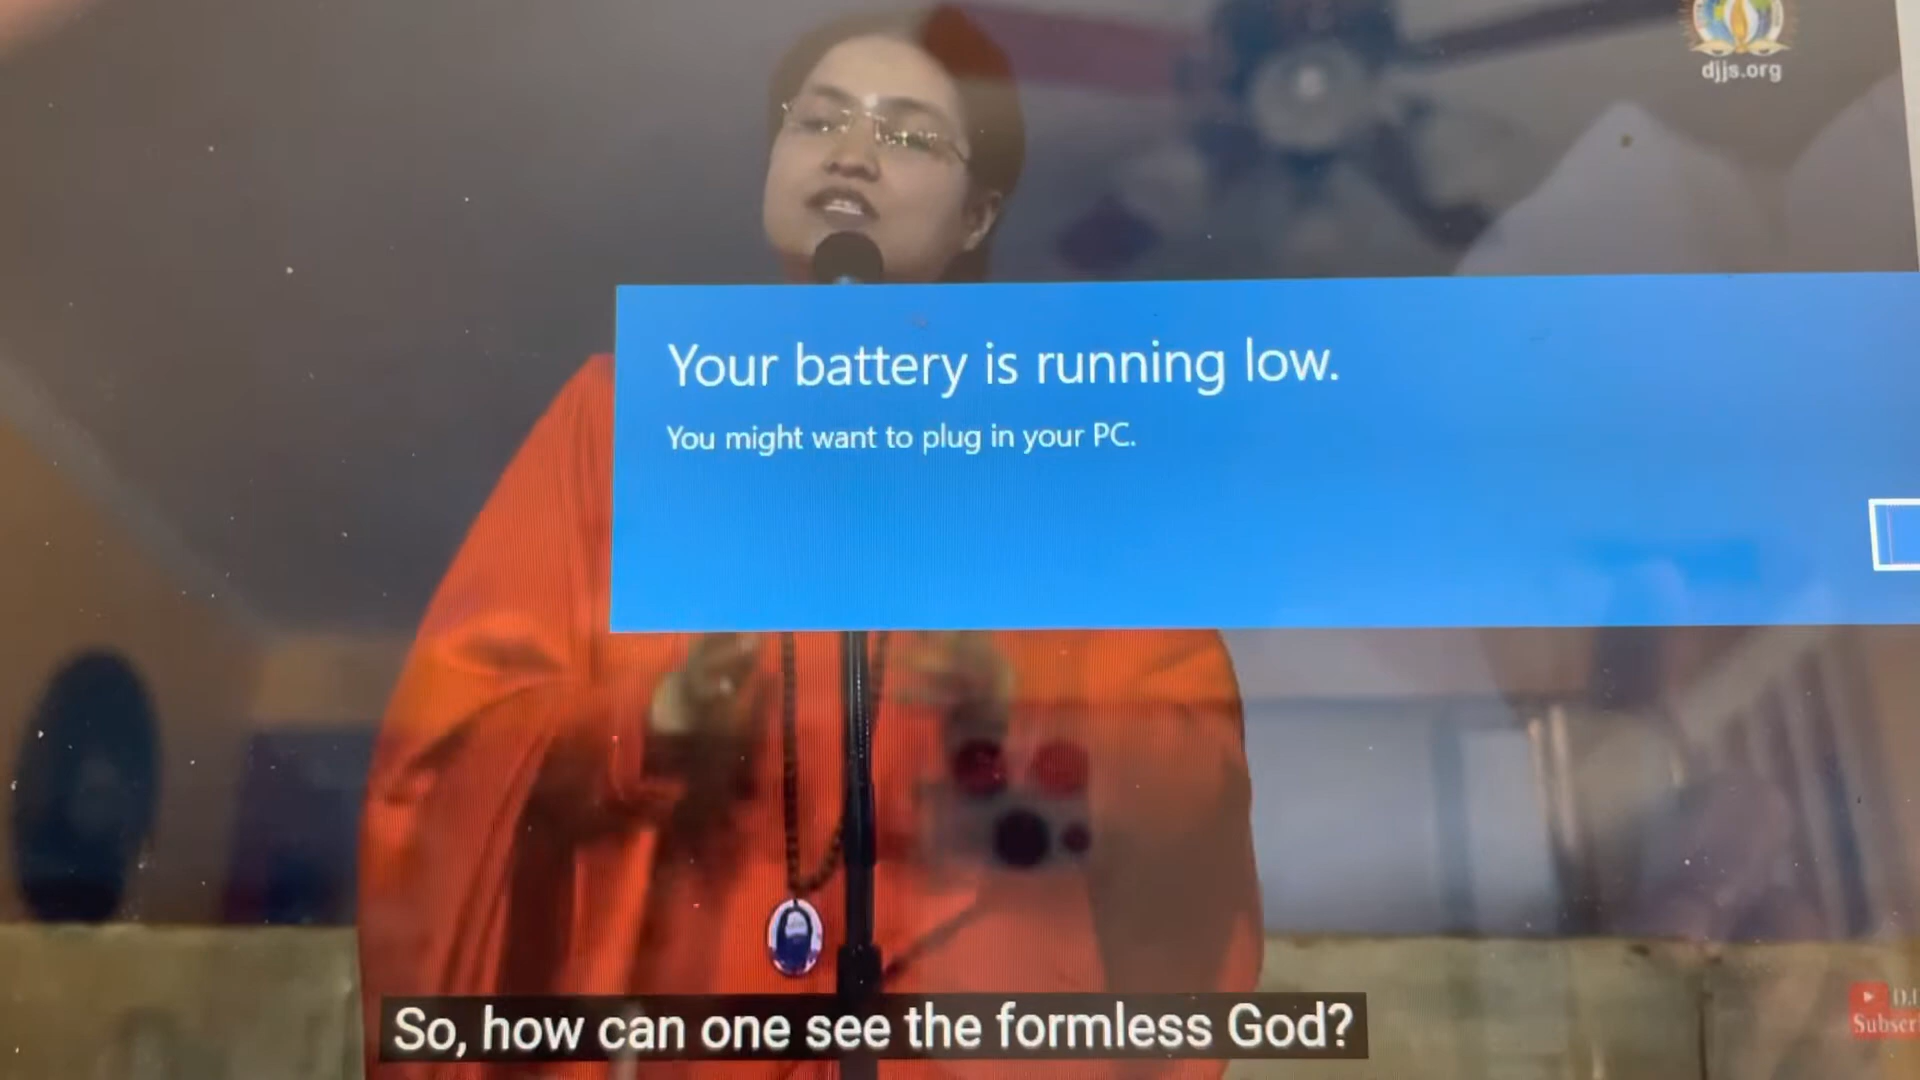 djjs.org
Your battery is running low.
You might want to plug in your PC.
So, how can one see the formless God?